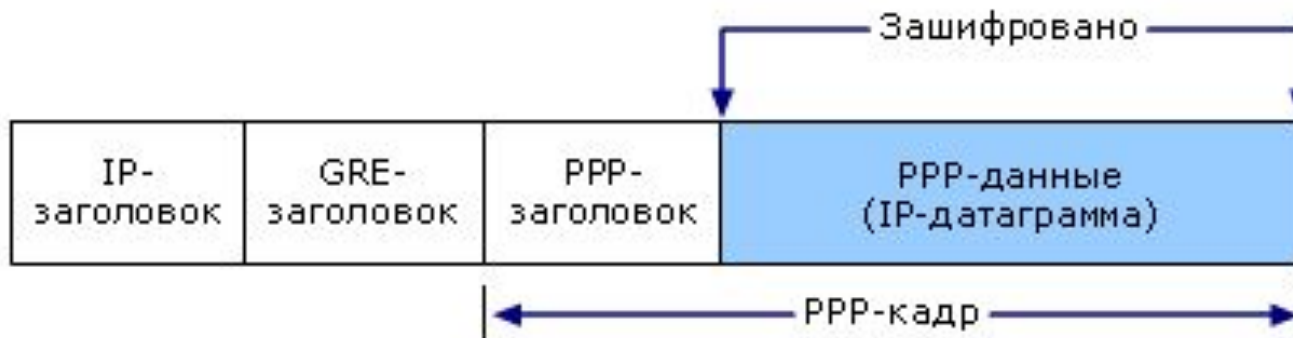 Зашифровано
IP-
заголовок
GRE-
заголовок
PPP-
заголовок
PPP-данные
(IP-датаграмма)
PPP-кадр